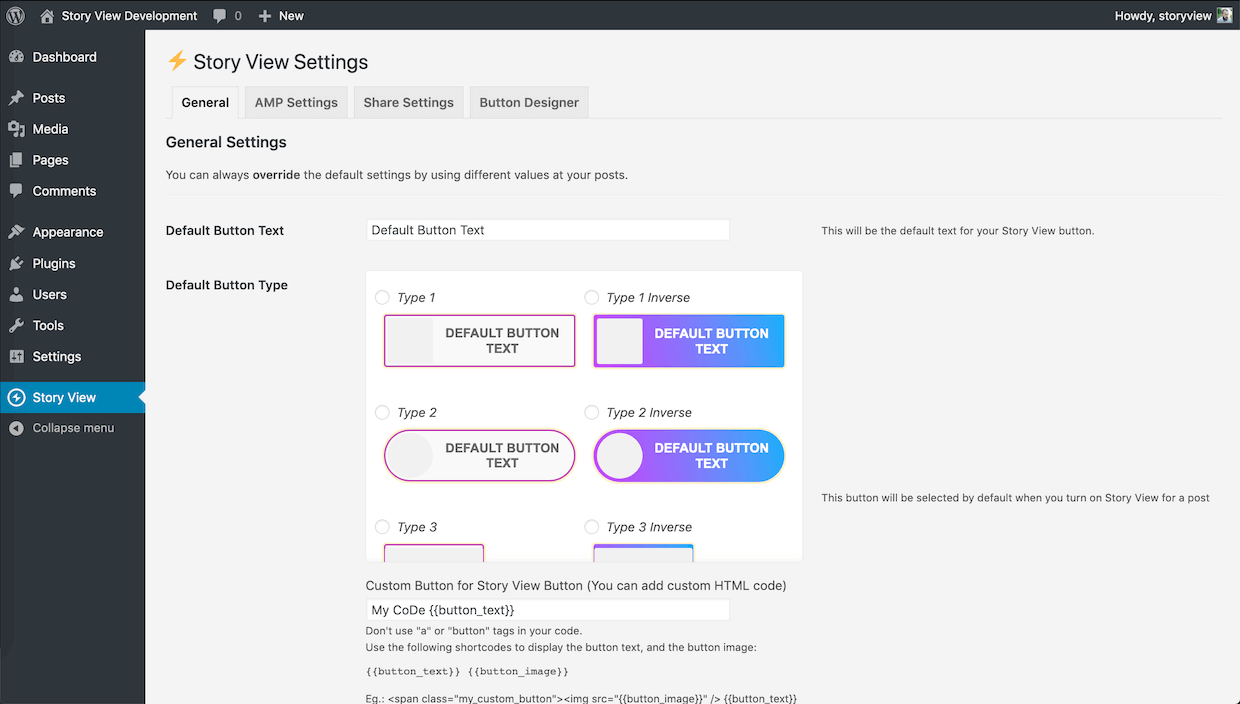 Story View Development 0 New Howdy, storyview
Dashboard
Posts
Media
Pages
Comments
Appearance
Plugins
Users
Tools
Settings
Story View
Collapse menu
Story View Settings
General AMP Settings Share Settings Button Designer
General Settings
You can always override the default settings by using different values at your posts.
Default Button Text Default Button Text This will be the default text for your Story View button.
Default Button Type
Type 1 Type 1 Inverse
DEFAULT BUTTON DEFAULT BUTTON
TEXT TEXT
Type 2 Type 2 Inverse
DEFAULT BUTTON DEFAULT BUTTON
TEXT TEXT
This button will be selected by default when you turn on Story View for a post
Type 3 Type 3 Inverse
Custom Button for Story View Button (You can add custom HTML code)
My CoDe {{button_text}}
Don't use "a" or "button" tags in your code.
Use the following shortcodes to display the button text, and the button image:
{{button_text}} {{button_image}}
Eg.: <span class="my_custom_button"><img src="{{button_image}}" /> {{button_text}}